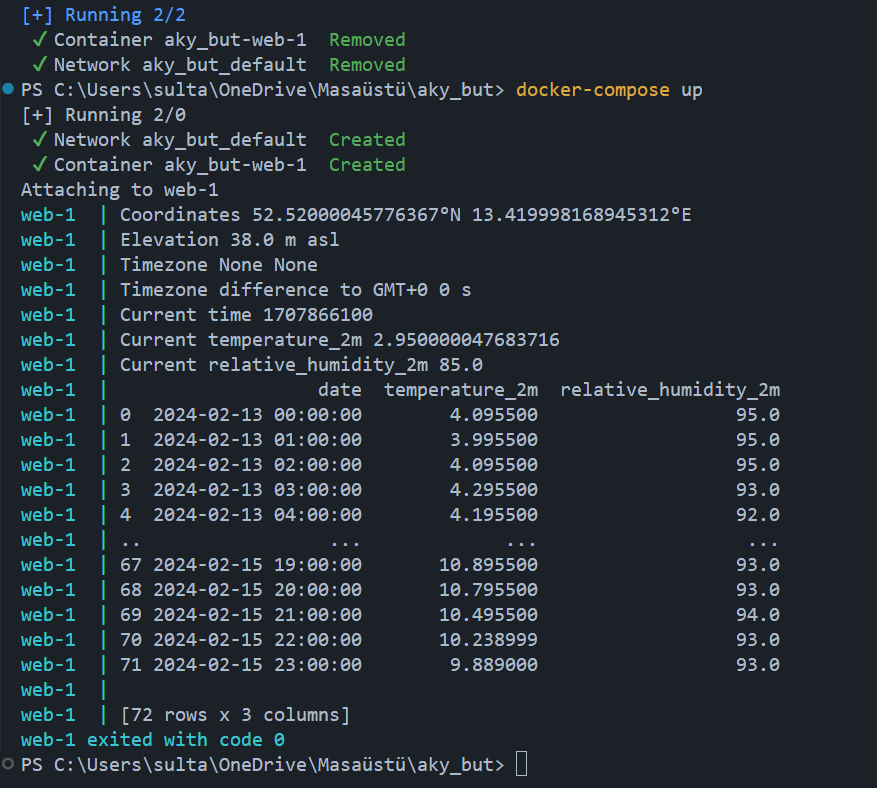 [+] Running 2/2
✓ Container aky_but-web-1  Removed
✓ Network aky_but_default  Removed
PS C:\Users\sulta\OneDrive\Masaüstü\aky_but> docker-compose up
[+] Running 2/0
✓ Network aky_but_default  Created
✓ Container aky_but-web-1  Created
Attaching to web-1
web-1  | Coordinates 52.52000045776367°N 13.419998168945312°E
web-1  | Elevation 38.0 m asl
web-1  | Timezone None None
web-1  | Timezone difference to GMT+0 0 s
web-1  | Current time 1707866100
web-1  | Current temperature_2m 2.950000047683716
web-1  | Current relative_humidity_2m 85.0
web-1  |                   date  temperature_2m  relative_humidity_2m
web-1  | 0  2024-02-13 00:00:00        4.095500                  95.0
web-1  | 1  2024-02-13 01:00:00        3.995500                  95.0
web-1  | 2  2024-02-13 02:00:00        4.095500                  95.0
web-1  | 3  2024-02-13 03:00:00        4.295500                  93.0
web-1  | 4  2024-02-13 04:00:00        4.195500                  92.0
web-1  | ..                 ...             ...                   ...
web-1  | 67 2024-02-15 19:00:00       10.895500                  93.0
web-1  | 68 2024-02-15 20:00:00       10.795500                  93.0
web-1  | 69 2024-02-15 21:00:00       10.495500                  94.0
web-1  | 70 2024-02-15 22:00:00       10.238999                  93.0
web-1  | 71 2024-02-15 23:00:00        9.889000                  93.0
web-1  |
web-1  | [72 rows x 3 columns]
web-1 exited with code 0
PS C:\Users\sulta\OneDrive\Masaüstü\aky_but>